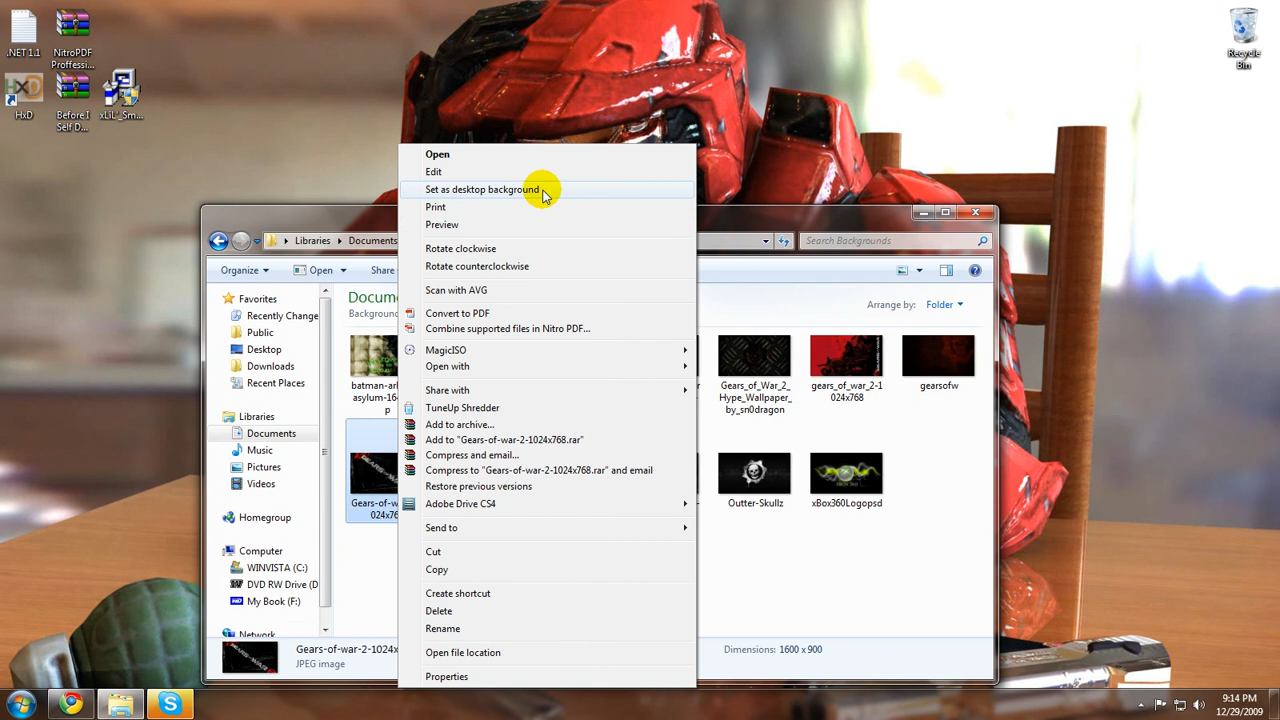 .NET 1.1
NitroPDF
Proffessi...
HxD
Before I
Self D...
xLiL'_Sm...
Recycle
Bin
Open
Edit
Set as desktop background
Print
Preview
Rotate clockwise
Rotate counterclockwise
Scan with AVG
Convert to PDF
Combine supported files in Nitro PDF...
MagicISO
Open with
Share with
TuneUp Shredder
Add to archive...
Add to "Gears-of-war-2-1024x768.rar"
Compress and email...
Compress to "Gears-of-war-2-1024x768.rar" and email
Restore previous versions
Adobe Drive CS4
Send to
Cut
Copy
Create shortcut
Delete
Rename
Open file location
Properties
Libraries
Documents
Search Backgrounds
Organize
Open
Share
Favorites
Recently Change
Public
Desktop
Downloads
Recent Places
Libraries
Documents
Music
Pictures
Videos
Homegroup
Computer
WINVISTA (C:)
DVD RW Drive (D
My Book (F:)
Network
Docum
Background
Arrange by: Folder
batman-arl
asylum-16
p
Gears_of_War_2_
Hype_Wallpaper_
by_sn0dragon
gears_of_war_2-1
024x768
gearsofw
Gears-of-w
024x76
Outter-Skullz
xBox360Logopsd
Gears-of-war-2-1024x
JPEG image
Dimensions: 1600 x 900
9:14 PM
12/29/2009